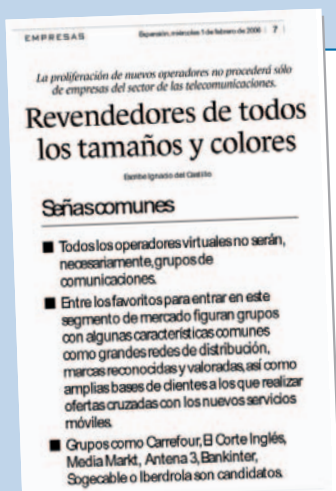 EMPRESAS
Expansión, miércoles 1 de febrero de 2006 | 7 |
La proliferación de nuevos operadores no procederá sólo
de empresas del sector de las telecomunicaciones.
Revendedores de todos
los tamaños y colores
Escribe Ignacio del Castillo
Señas comunes
■ Todos los operadores virtuales no serán,
necesariamente, grupos de
comunicaciones.
■ Entre los favoritos para entrar en este
segmento de mercado figuran grupos
con algunas características comunes
como grandes redes de distribución,
marcas reconocidas y valoradas, así como
amplias bases de clientes a los que realizar
ofertas cruzadas con los nuevos servicios
móviles.
■ Grupos como Carrefour, El Corte Inglés,
Media Markt, Antena 3, Bankinter,
Sogecable o Iberdrola son candidatos.